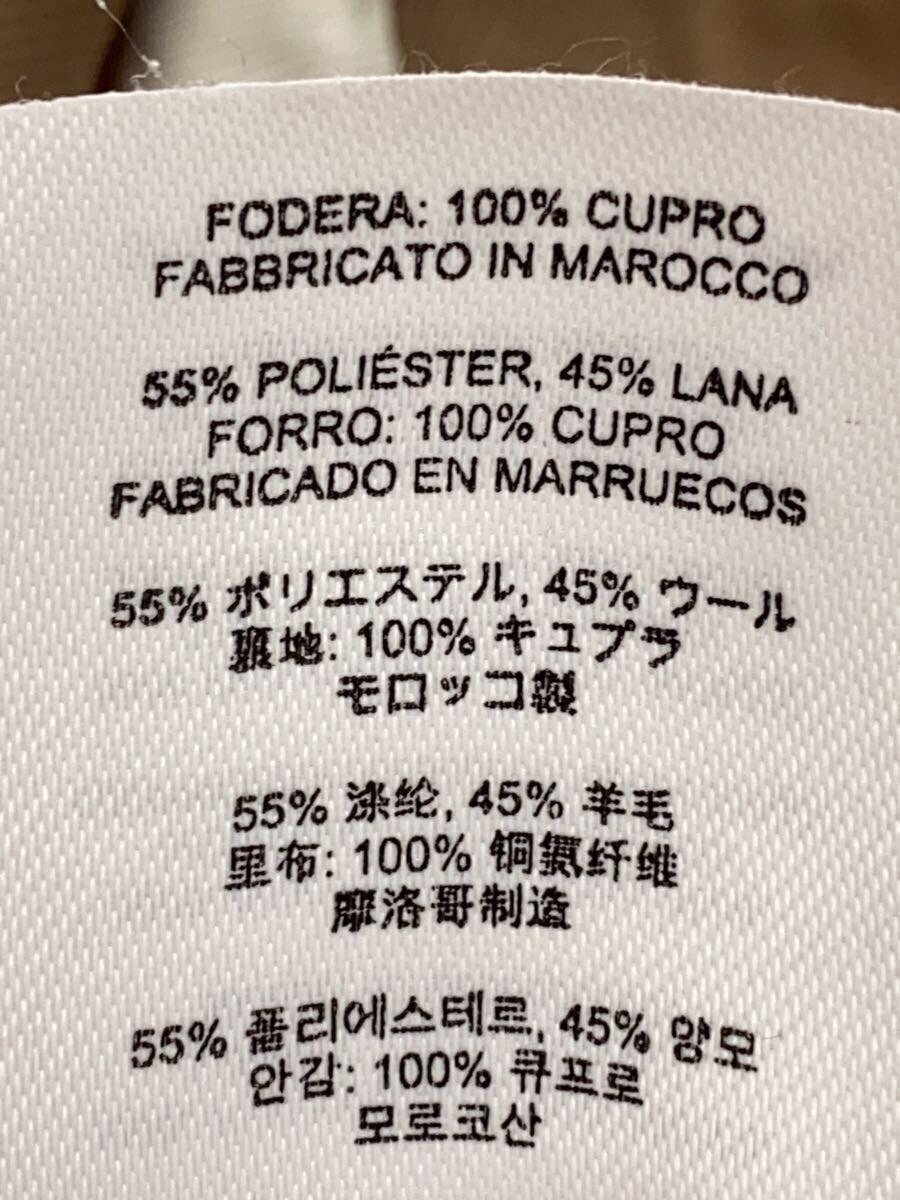 FODERA: 100% CUPRO
FABBRICATO IN MAROCCO
55% POLIÉSTER, 45% LANA
FORRO: 100% CUPRO
FABRICADO EN MARRUECOS
55% ポリエステル, 45% ウール
裏地: 100% キュプラ
モロッコ製
55% 涤纶, 45% 羊毛
里布: 100% 铜氨纤维
摩洛哥制造
55% 폴리에스테르, 45% 양모
안감: 100% 큐프로
모로코산